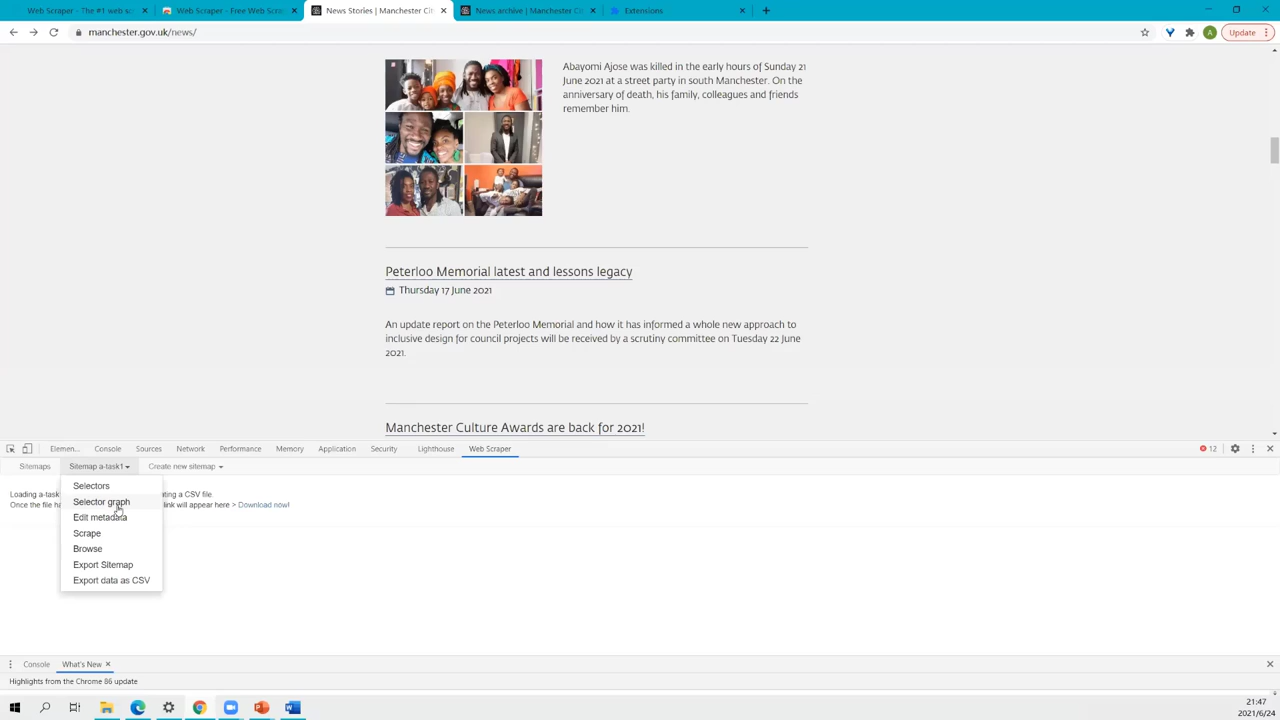 Web Scraper - The #1 web sc
Web Scraper - Free Web Scra
News Stories | Manchester Cit
News archive | Manchester Cit
Extensions
manchester.gov.uk/news/
A
Update
Abayomi Ajose was killed in the early hours of Sunday 21
June 2021 at a street party in south Manchester. On the
anniversary of death, his family, colleagues and friends
remember him.
Peterloo Memorial latest and lessons legacy
Thursday 17 June 2021
An update report on the Peterloo Memorial and how it has informed a whole new approach to
inclusive design for council projects will be received by a scrutiny committee on Tuesday 22 June
2021.
Manchester Culture Awards are back for 2021!
Elemen... Console Sources Network Performance Memory Application Security Lighthouse Web Scraper 12
Sitemaps Sitemap a-task1 Create new sitemap
Selectors
Loading a-task ting a CSV file.
Selector graph
Once the file ha link will appear here > Download now!
Edit metadata
Scrape
Browse
Export Sitemap
Export data as CSV
Console What's New
Highlights from the Chrome 86 update
21:47
2021/6/24